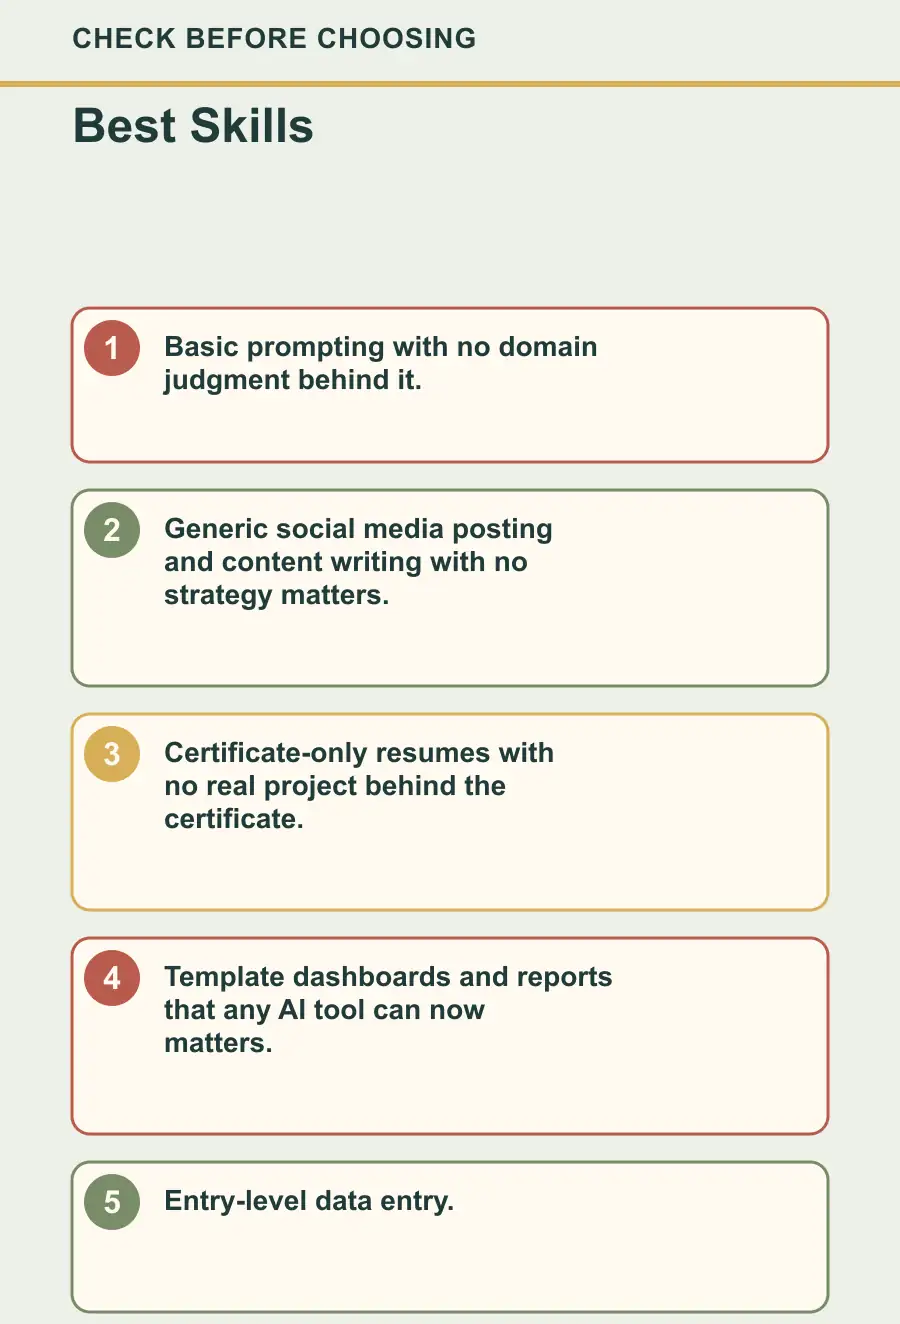 CHECK BEFORE CHOOSING
Best Skills
1
Basic prompting with no domain
judgment behind it.
2
Generic social media posting
and content writing with no
strategy matters.
3
Certificate-only resumes with
no real project behind the
certificate.
4
Template dashboards and reports
that any AI tool can now
matters.
5
Entry-level data entry.